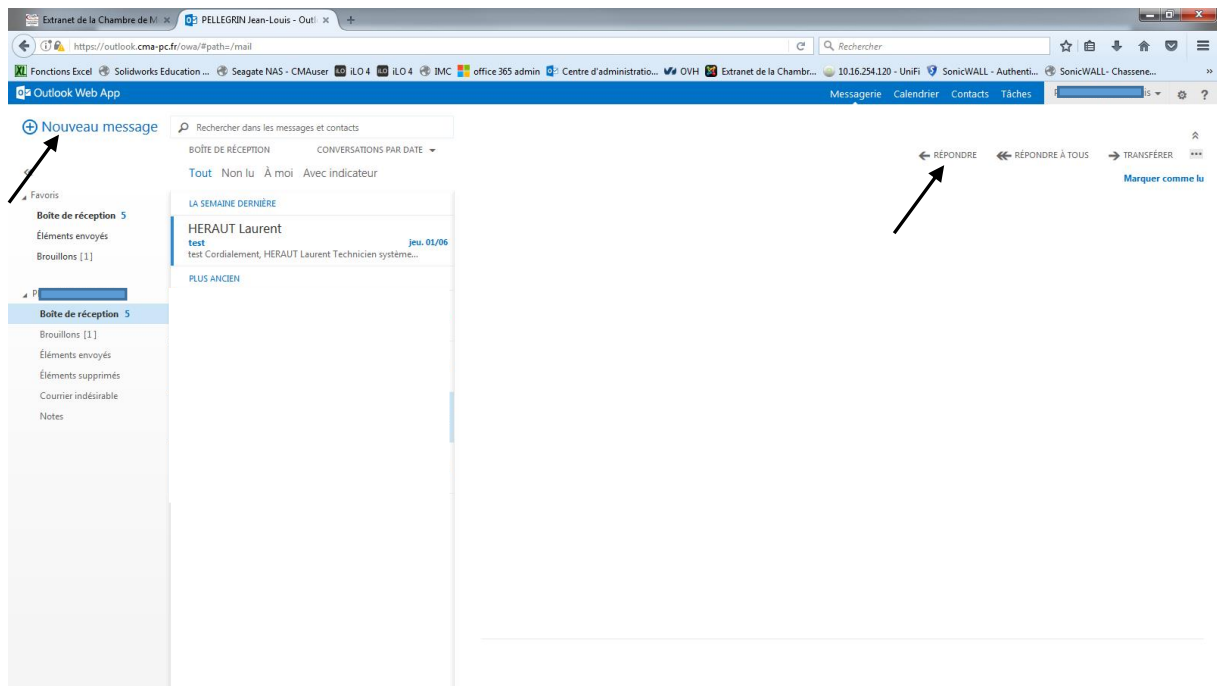 Extranet de la Chambre de M
PELLEGRIN Jean-Louis - Outl
https://outlook.cma-pc.fr/owa/#path=/mail
Rechercher
Fonctions Excel Solidworks Education ... Seagate NAS - CMAuser iLO 4 iLO 4 IMC office 365 admin Centre d'administratio... OVH Extranet de la Chambr... 10.16.254.120 - UniFi SonicWALL - Authenti... SonicWALL- Chassene... »
Outlook Web App
Messagerie Calendrier Contacts Tâches is ?
Nouveau message
Rechercher dans les messages et contacts
BOÎTE DE RÉCEPTION CONVERSATIONS PAR DATE
RÉPONDRE RÉPONDRE À TOUS TRANSFÉRER ...
Tout Non lu À moi Avec indicateur
Marquer comme lu
Favoris
LA SEMAINE DERNIÈRE
Boîte de réception 5
HERAUT Laurent
Éléments envoyés
test jeu. 01/06
Brouillons [1]
test Cordialement, HERAUT Laurent Technicien système...
PLUS ANCIEN
P
Boîte de réception 5
Brouillons [1]
Éléments envoyés
Éléments supprimés
Courrier indésirable
Notes